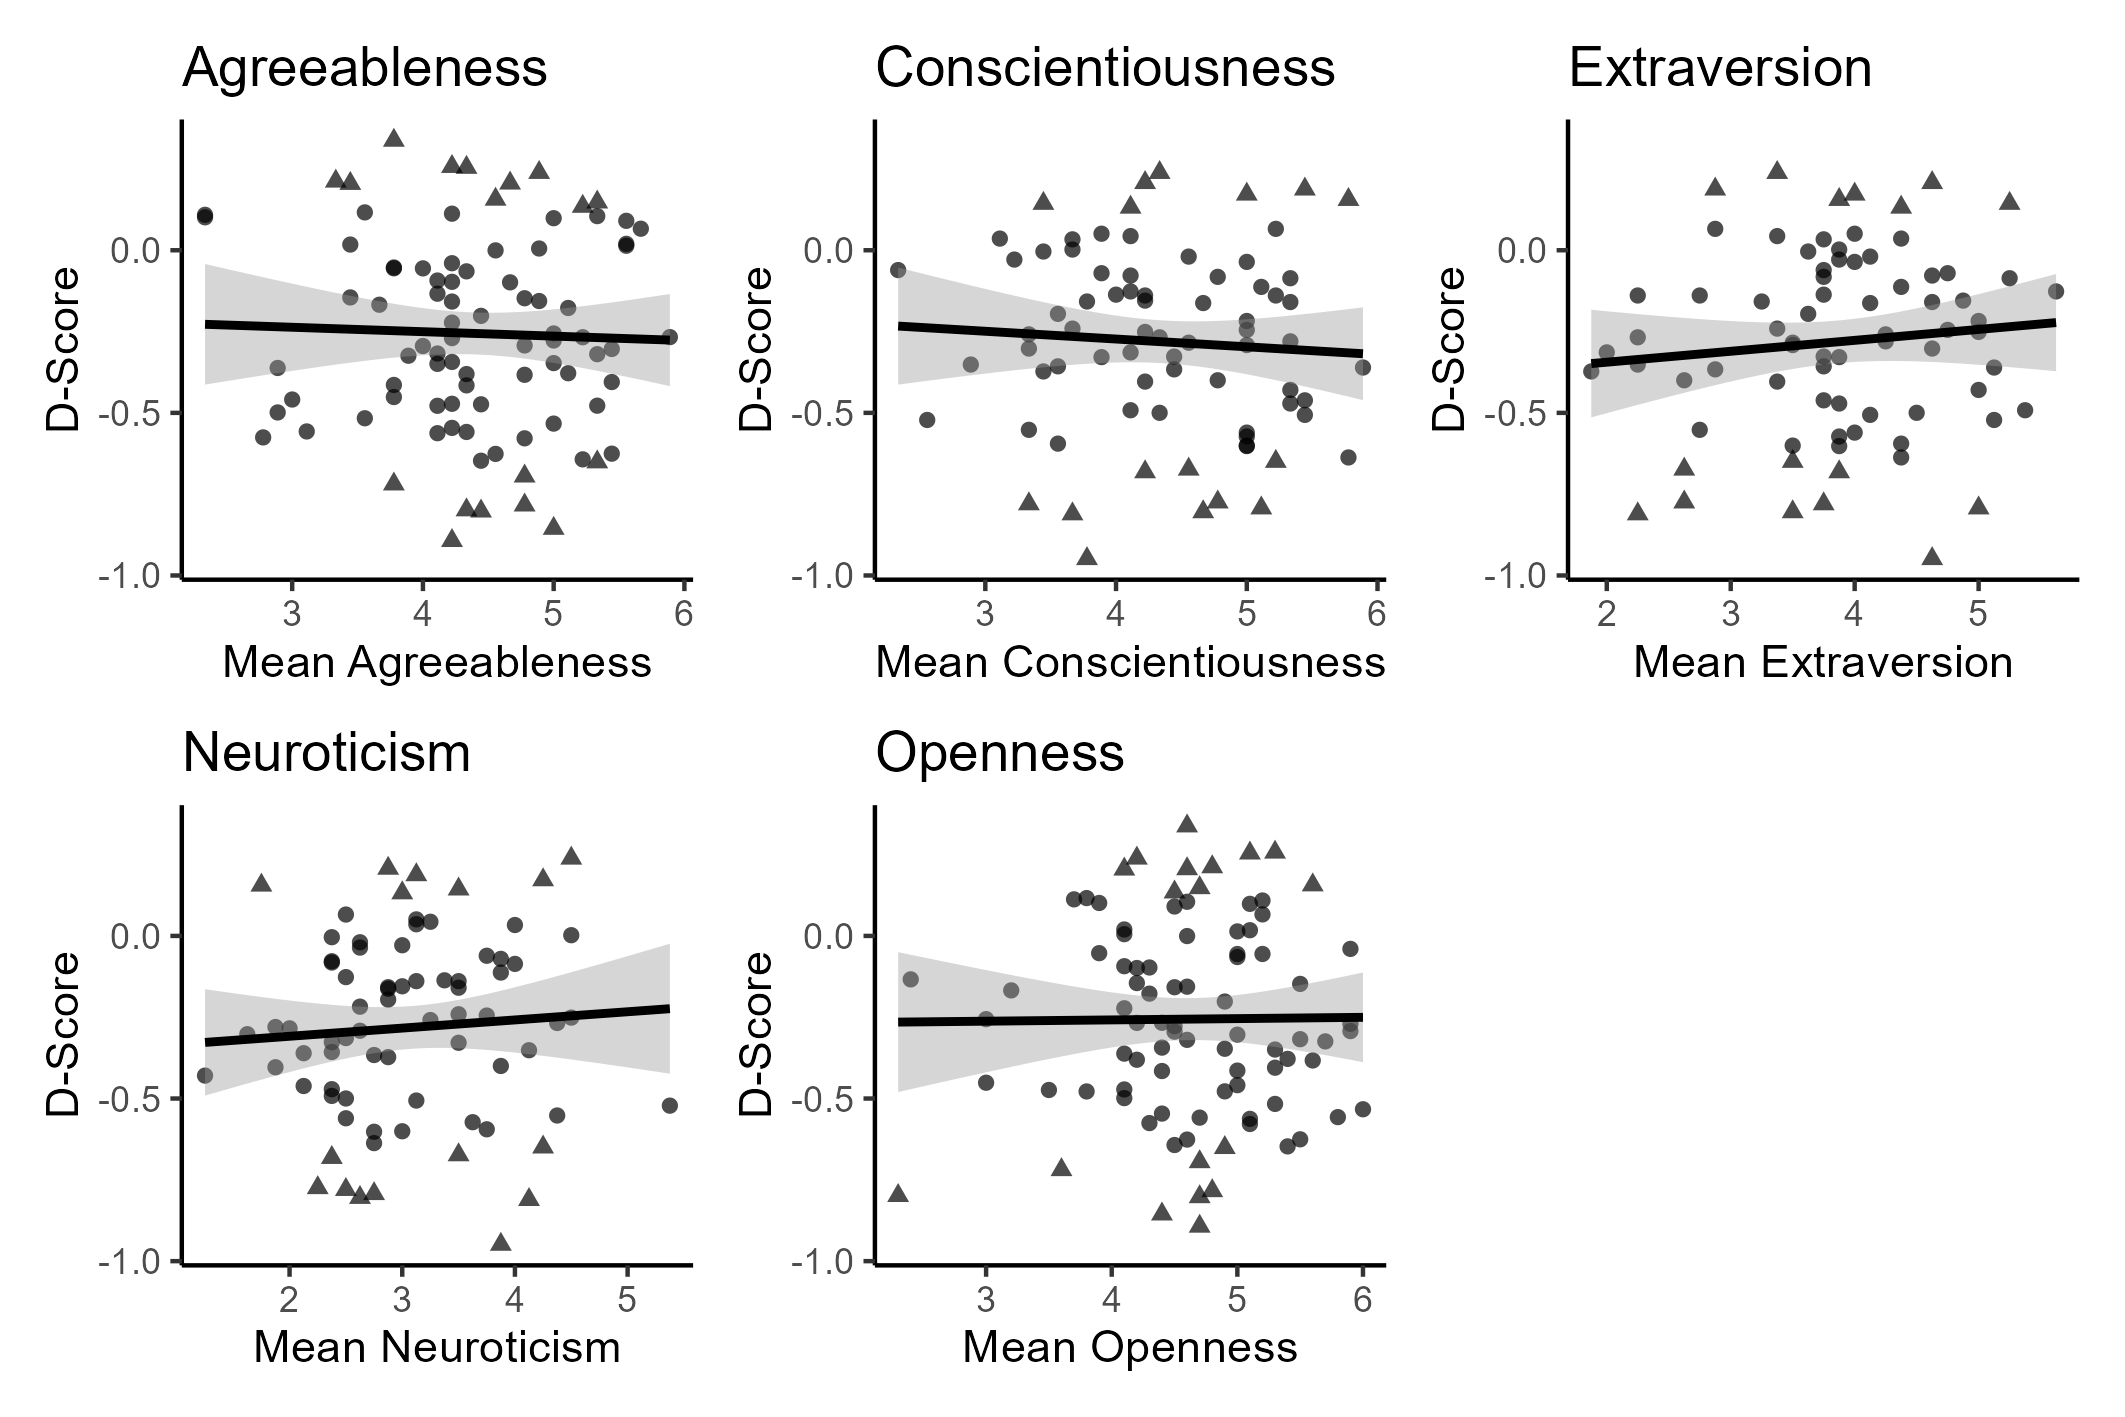 Agreeableness
Conscientiousness
Extraversion
D-Score
0.0
-0.5
-1.0
3 4 5 6
Mean Agreeableness
D-Score
0.0
-0.5
-1.0
3 4 5 6
Mean Conscientiousness
D-Score
0.0
-0.5
-1.0
2 3 4 5
Mean Extraversion
Neuroticism
Openness
D-Score
0.0
-0.5
-1.0
2 3 4 5
Mean Neuroticism
D-Score
0.0
-0.5
-1.0
3 4 5 6
Mean Openness